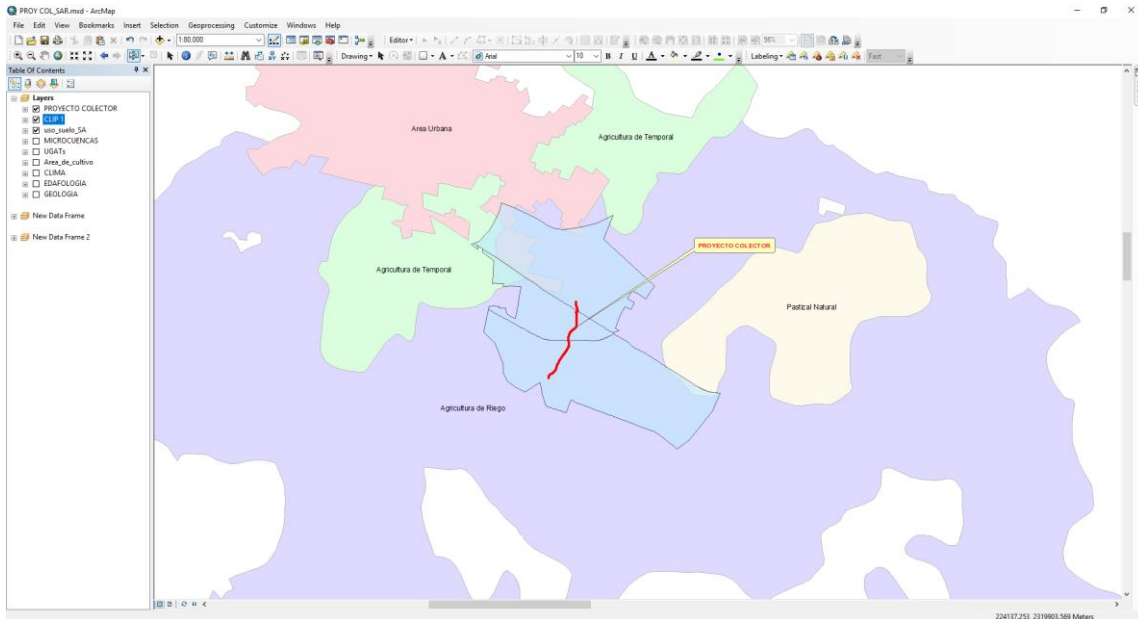 PROY COL_SAR.mxd - ArcMap
File Edit View Bookmarks Insert Selection Geoprocessing Customize Windows Help
1:80.000
Editor
98%
Drawing
Arial
10
B I U A
Labeling
Fast
Table Of Contents
Layers
PROYECTO COLECTOR
CLIP 1
uso_suelo_SA
MICROCUENCAS
UGATs
Area_de_cultivo
CLIMA
EDAFOLOGIA
GEOLOGIA
New Data Frame
New Data Frame 2
Area Urbana
Agricultura de Temporal
PROYECTO COLECTOR
Agricultura de Temporal
Pastizal Natural
Agricultura de Riego
224137.253 2319903.569 Meters